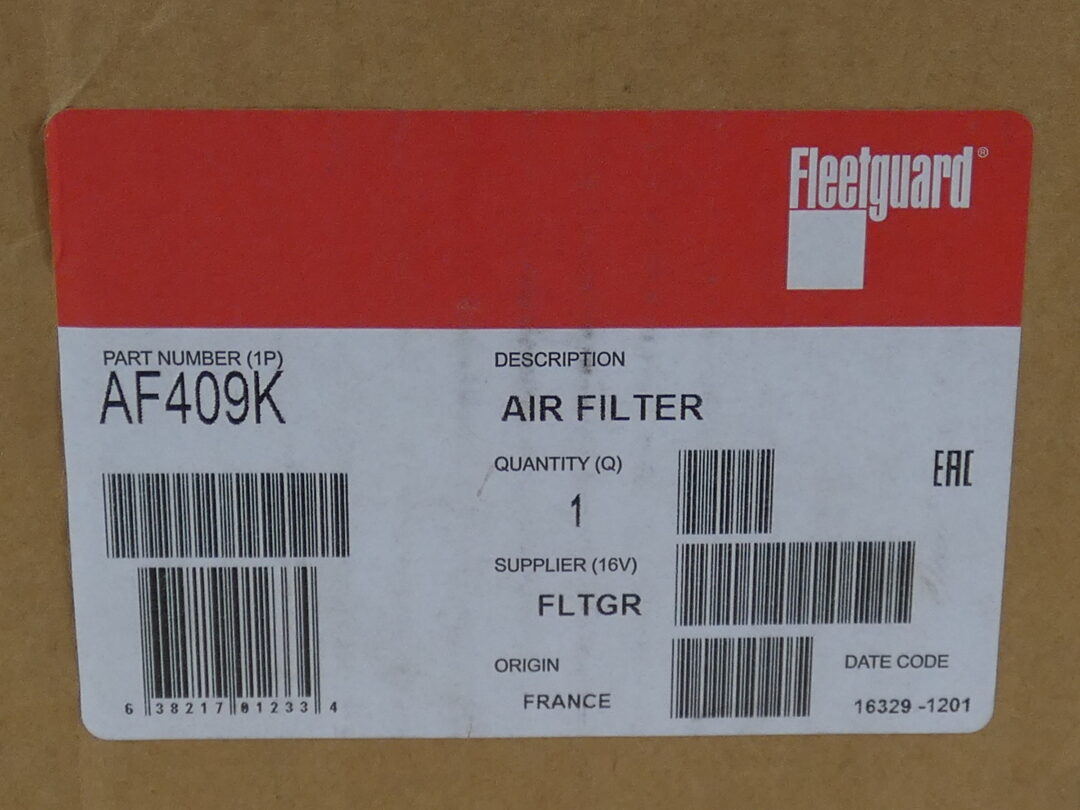 Fleetguard®
PART NUMBER (1P)
AF409K
DESCRIPTION
AIR FILTER
QUANTITY (Q)
1
EAC
SUPPLIER (16V)
FLTGR
ORIGIN
FRANCE
DATE CODE
16329 -1201
6 38217 01233 4